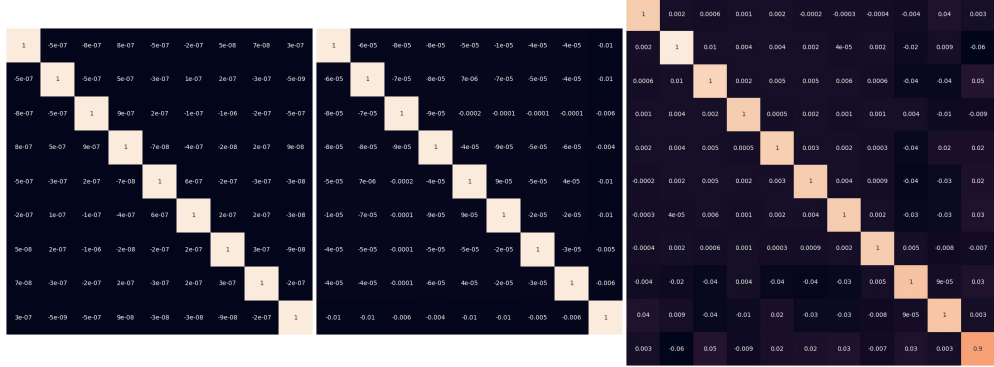 1 -5e-07 -8e-07 8e-07 -5e-07 -2e-07 5e-08 7e-08 3e-07
-5e-07 1 -5e-07 5e-07 -3e-07 1e-07 2e-07 -3e-07 -5e-09
-8e-07 -5e-07 1 9e-07 2e-07 -1e-07 -1e-06 -2e-07 -5e-07
8e-07 5e-07 9e-07 1 -7e-08 -4e-07 -2e-08 2e-07 9e-08
-5e-07 -3e-07 2e-07 -7e-08 1 6e-07 -2e-07 -3e-07 -3e-08
-2e-07 1e-07 -1e-07 -4e-07 6e-07 1 2e-07 2e-07 -3e-08
5e-08 2e-07 -1e-06 -2e-08 -2e-07 2e-07 1 3e-07 -9e-08
7e-08 -3e-07 -2e-07 2e-07 -3e-07 2e-07 3e-07 1 -2e-07
3e-07 -5e-09 -5e-07 9e-08 -3e-08 -3e-08 -9e-08 -2e-07 1
1 -6e-05 -8e-05 -8e-05 -5e-05 -1e-05 -4e-05 -4e-05 -0.01
-6e-05 1 -7e-05 -8e-05 7e-06 -7e-05 -5e-05 -4e-05 -0.01
-8e-05 -7e-05 1 -9e-05 -0.0002 -0.0001 -0.0001 -0.0001 -0.006
-8e-05 -8e-05 -9e-05 1 -4e-05 -9e-05 -5e-05 -6e-05 -0.004
-5e-05 7e-06 -0.0002 -4e-05 1 9e-05 -5e-05 4e-05 -0.01
-1e-05 -7e-05 -0.0001 -9e-05 9e-05 1 -2e-05 -2e-05 -0.01
-4e-05 -5e-05 -0.0001 -5e-05 -5e-05 -2e-05 1 -3e-05 -0.005
-4e-05 -4e-05 -0.0001 -6e-05 4e-05 -2e-05 -3e-05 1 -0.006
-0.01 -0.01 -0.006 -0.004 -0.01 -0.01 -0.005 -0.006 1
1 0.002 0.0006 0.001 0.002 -0.0002 -0.0003 -0.0004 -0.004 0.04 0.003
0.002 1 0.01 0.004 0.004 0.002 4e-05 0.002 -0.02 0.009 -0.06
0.0006 0.01 1 0.002 0.005 0.005 0.006 0.0006 -0.04 -0.04 0.05
0.001 0.004 0.002 1 0.0005 0.002 0.001 0.001 0.004 -0.01 -0.009
0.002 0.004 0.005 0.0005 1 0.003 0.002 0.0003 -0.04 0.02 0.02
-0.0002 0.002 0.005 0.002 0.003 1 0.004 0.0009 -0.04 -0.03 0.02
-0.0003 4e-05 0.006 0.001 0.002 0.004 1 0.002 -0.03 -0.03 0.03
-0.0004 0.002 0.0006 0.001 0.0003 0.0009 0.002 1 0.005 -0.008 -0.007
-0.004 -0.02 -0.04 0.004 -0.04 -0.04 -0.03 0.005 1 9e-05 0.03
0.04 0.009 -0.04 -0.01 0.02 -0.03 -0.03 -0.008 9e-05 1 0.003
0.003 -0.06 0.05 -0.009 0.02 0.02 0.03 -0.007 0.03 0.003 0.9